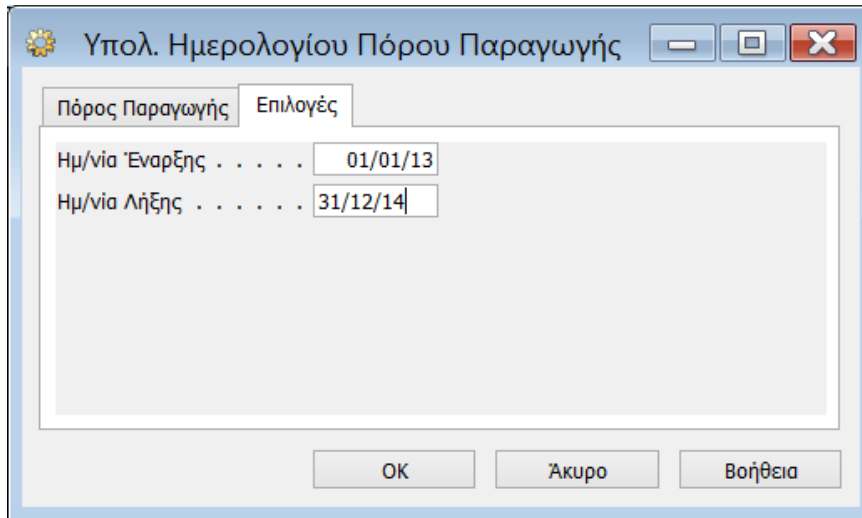 Υπολ. Ημερολογίου Πόρου Παραγωγής
Πόρος Παραγωγής Επιλογές
Ημ/νία Έναρξης . . . . . 01/01/13
Ημ/νία Λήξης . . . . . . 31/12/14
OK Άκυρο Βοήθεια